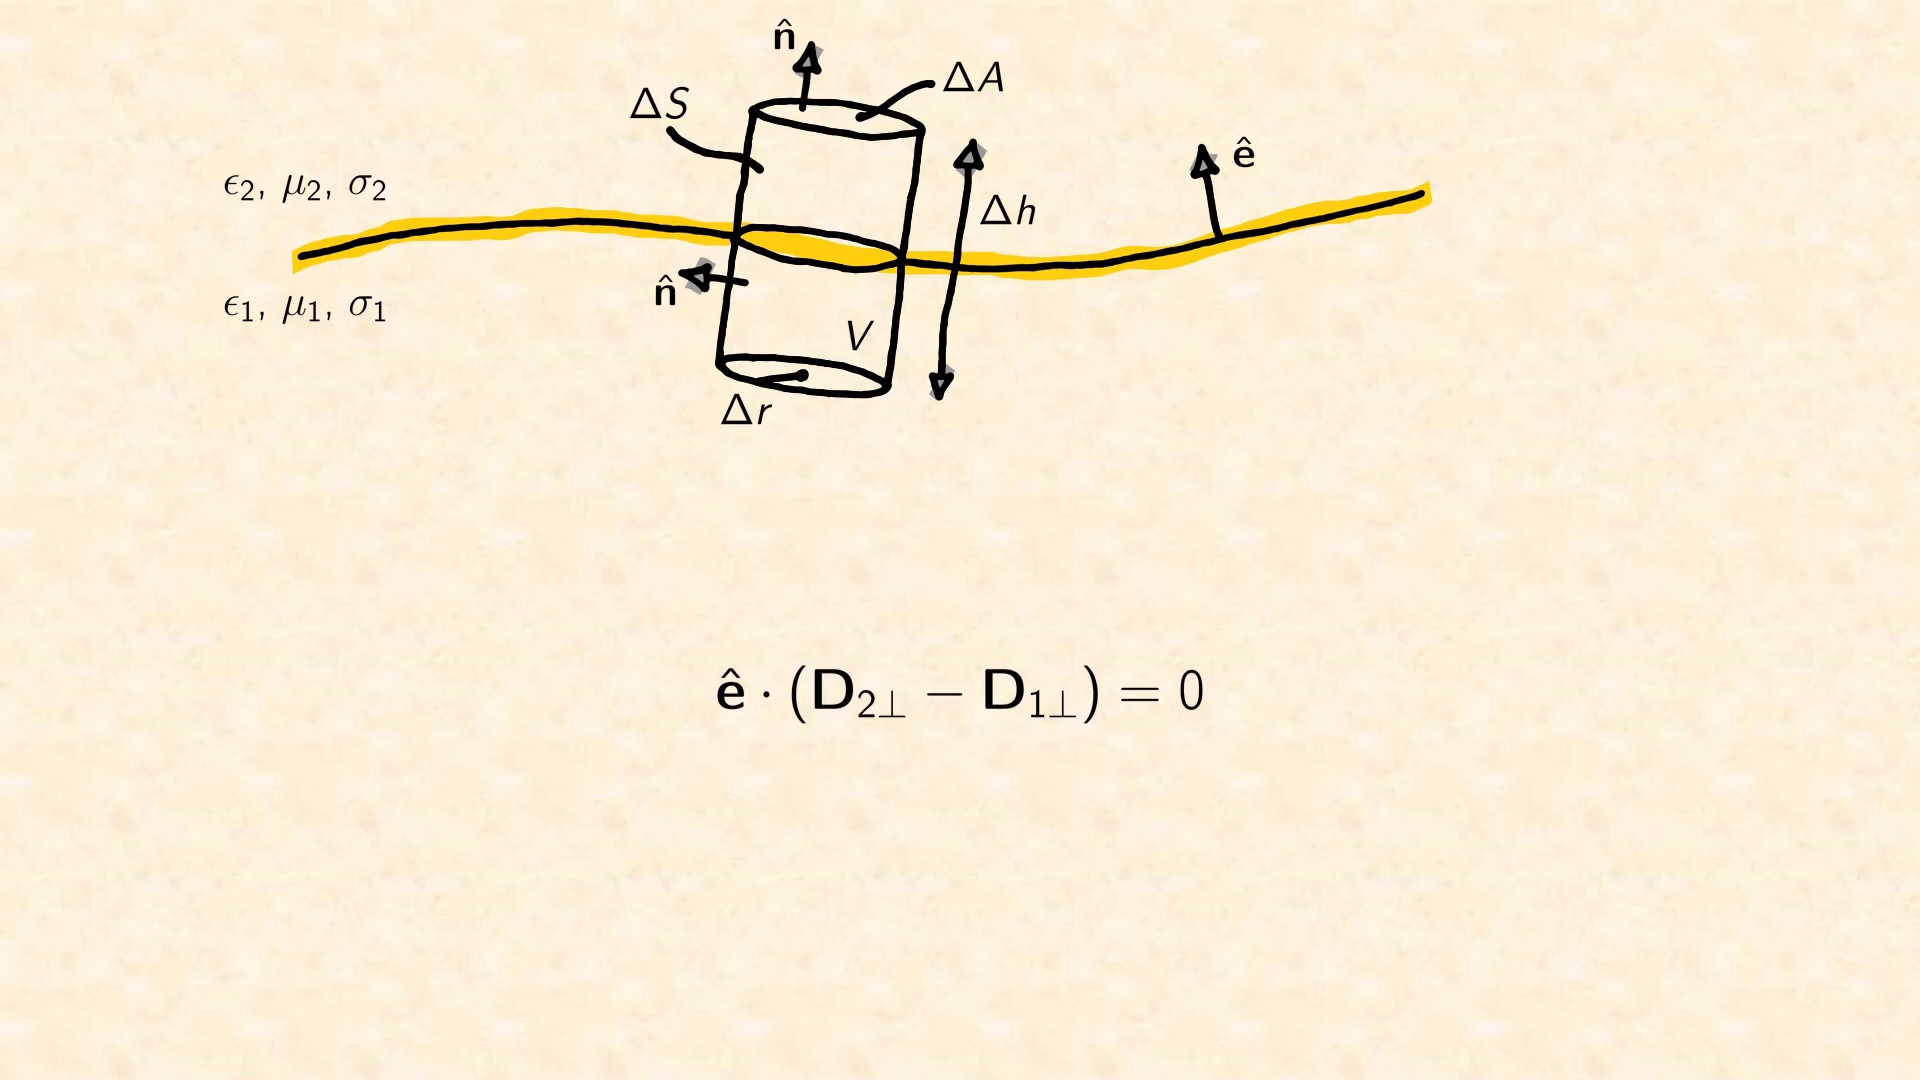 n̂
ΔA
ΔS
ê
ϵ₂, μ₂, σ₂
Δh
n̂
ϵ₁, μ₁, σ₁
V
Δr
ê · (D₂⊥ − D₁⊥) = 0